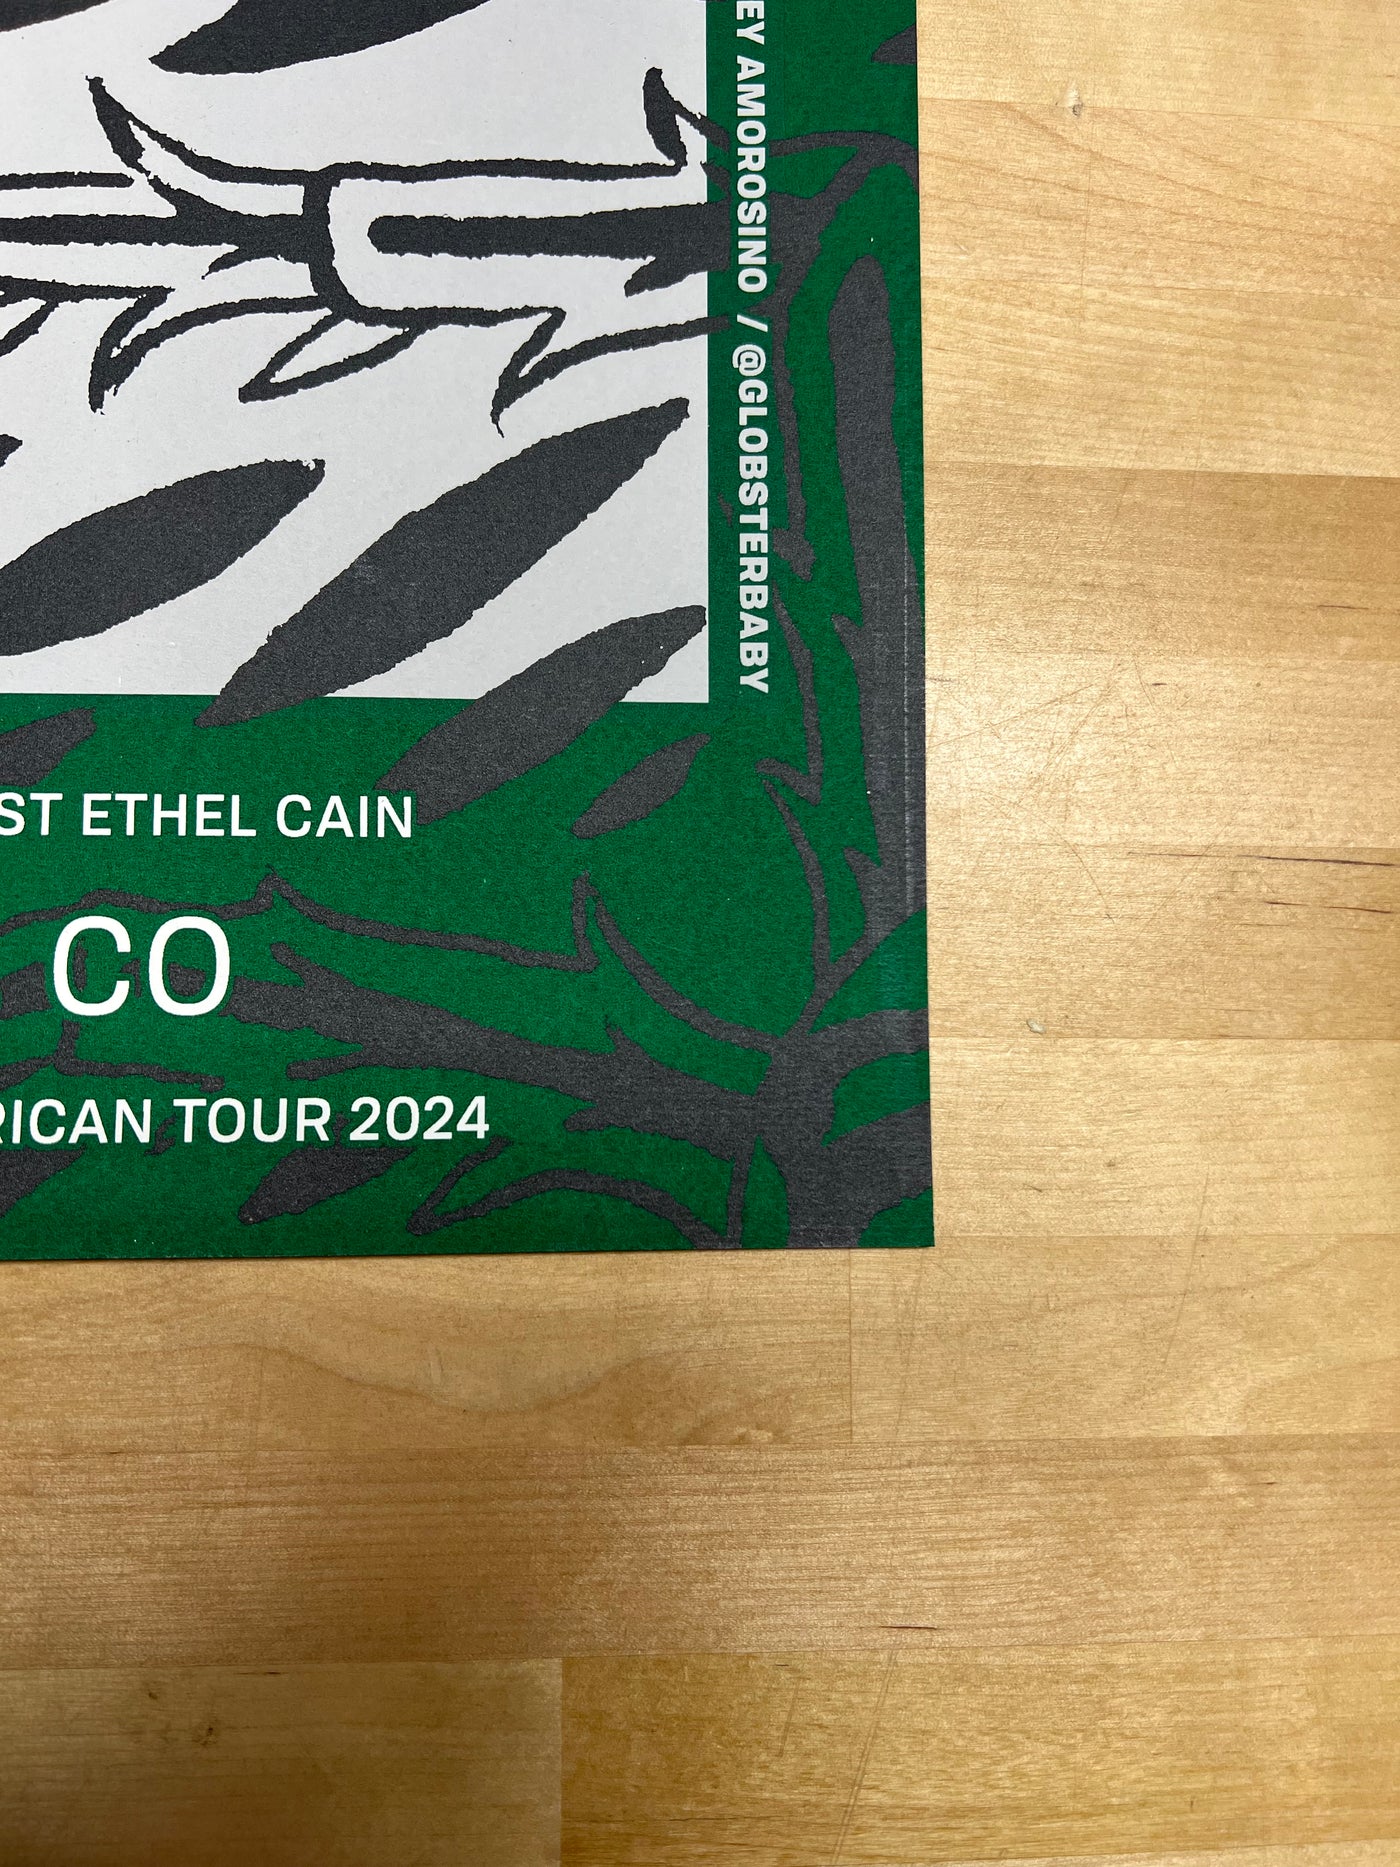 EY AMOROSINO / @GLOBSTERBABY
ST ETHEL CAIN
CO
RICAN TOUR 2024